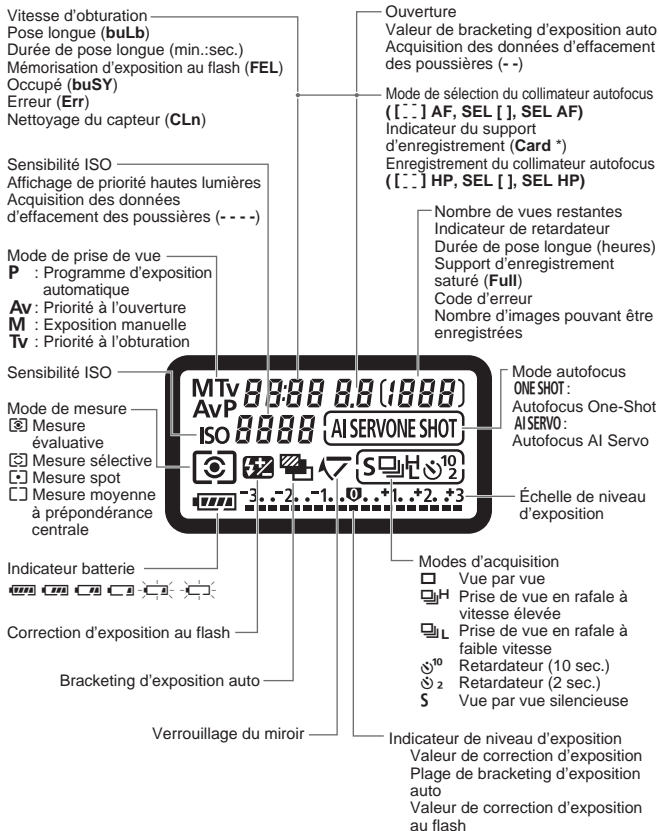 Vitesse d'obturation
Pose longue (buLb)
Durée de pose longue (min.:sec.)
Mémorisation d'exposition au flash (FEL)
Occupé (buSY)
Erreur (Err)
Nettoyage du capteur (CLn)
Ouverture
Valeur de bracketing d'exposition auto
Acquisition des données d'effacement
des poussières (- -)
Mode de sélection du collimateur autofocus
([ ] AF, SEL [ ], SEL AF)
Indicateur du support
d'enregistrement (Card *)
Enregistrement du collimateur autofocus
([ ] HP, SEL [ ], SEL HP)
Sensibilité ISO
Affichage de priorité hautes lumières
Acquisition des données
d'effacement des poussières (- - - -)
Nombre de vues restantes
Indicateur de retardateur
Durée de pose longue (heures)
Support d'enregistrement
saturé (Full)
Code d'erreur
Nombre d'images pouvant être
enregistrées
Mode de prise de vue
P : Programme d'exposition
automatique
Av : Priorité à l'ouverture
M : Exposition manuelle
Tv : Priorité à l'obturation
Sensibilité ISO
Mode de mesure
Mesure
évaluative
Mesure sélective
Mesure spot
Mesure moyenne
à prépondérance
centrale
MTv 88:88 8.8 (1888)
AvP
ISO 8888 AI SERVONE SHOT
S H L 10 2
-3..-2..-1..0..+1..+2..+3
Mode autofocus
ONE SHOT :
Autofocus One-Shot
AI SERVO :
Autofocus AI Servo
Échelle de niveau
d'exposition
Indicateur batterie
Correction d'exposition au flash
Bracketing d'exposition auto
Verrouillage du miroir
Modes d'acquisition
Vue par vue
H Prise de vue en rafale à
vitesse élevée
L Prise de vue en rafale à
faible vitesse
10 Retardateur (10 sec.)
2 Retardateur (2 sec.)
S Vue par vue silencieuse
Indicateur de niveau d'exposition
Valeur de correction d'exposition
Plage de bracketing d'exposition
auto
Valeur de correction d'exposition
au flash